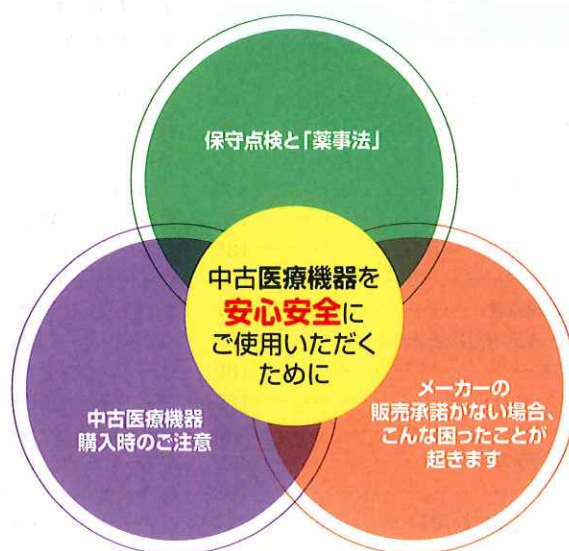 保守点検と「薬事法」
中古医療機器を
安心安全に
ご使用いただく
ために
中古医療機器
購入時のご注意
メーカーの
販売承諾がない場合、
こんな困ったことが
起きます